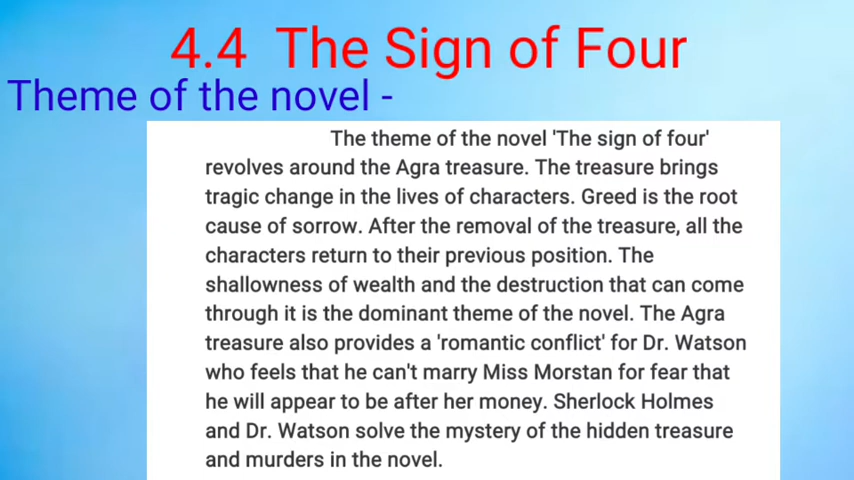 4.4 The Sign of Four
Theme of the novel -
The theme of the novel 'The sign of four'
revolves around the Agra treasure. The treasure brings
tragic change in the lives of characters. Greed is the root
cause of sorrow. After the removal of the treasure, all the
characters return to their previous position. The
shallowness of wealth and the destruction that can come
through it is the dominant theme of the novel. The Agra
treasure also provides a 'romantic conflict' for Dr. Watson
who feels that he can't marry Miss Morstan for fear that
he will appear to be after her money. Sherlock Holmes
and Dr. Watson solve the mystery of the hidden treasure
and murders in the novel.